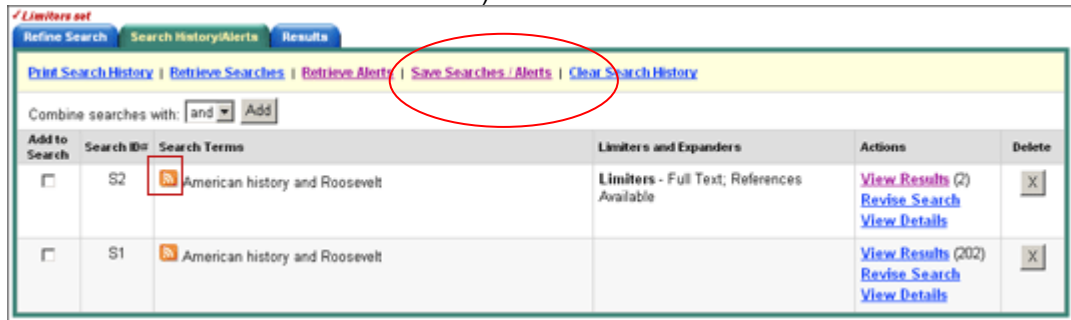 ✓Limiters set
Refine Search Search History/Alerts Results
Print Search History | Retrieve Searches | Retrieve Alerts | Save Searches / Alerts | Clear Search History
Combine searches with: and Add
Add to Search Search ID# Search Terms Limiters and Expanders Actions Delete
S2 American history and Roosevelt Limiters - Full Text; References Available View Results (2) X
Revise Search
View Details
S1 American history and Roosevelt View Results (202) X
Revise Search
View Details